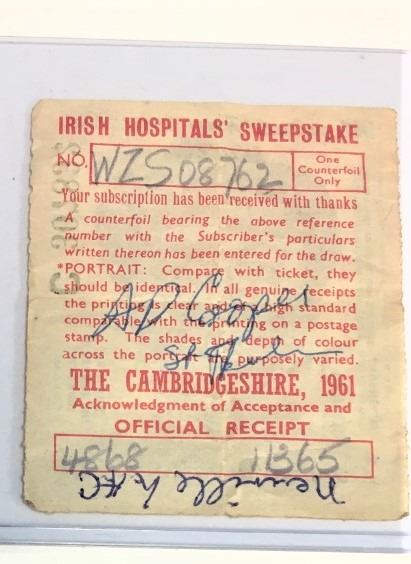 IRISH HOSPITALS' SWEEPSTAKE
NO. WZS08762
One
Counterfoil
Only
Your subscription has been received with thanks
A counterfoil bearing the above reference
number with the Subscriber's particulars
written thereon has been entered for the draw.
*PORTRAIT: Compare with ticket, they
should be identical. In all genuine receipts
the printing is clear and of a high standard
comparable with the printing on a postage
stamp. The shades and depth of colour
across the portrait are purposely varied.
A D Cooper
THE CAMBRIDGESHIRE, 1961
Acknowledgment of Acceptance and
OFFICIAL RECEIPT
4868 11365